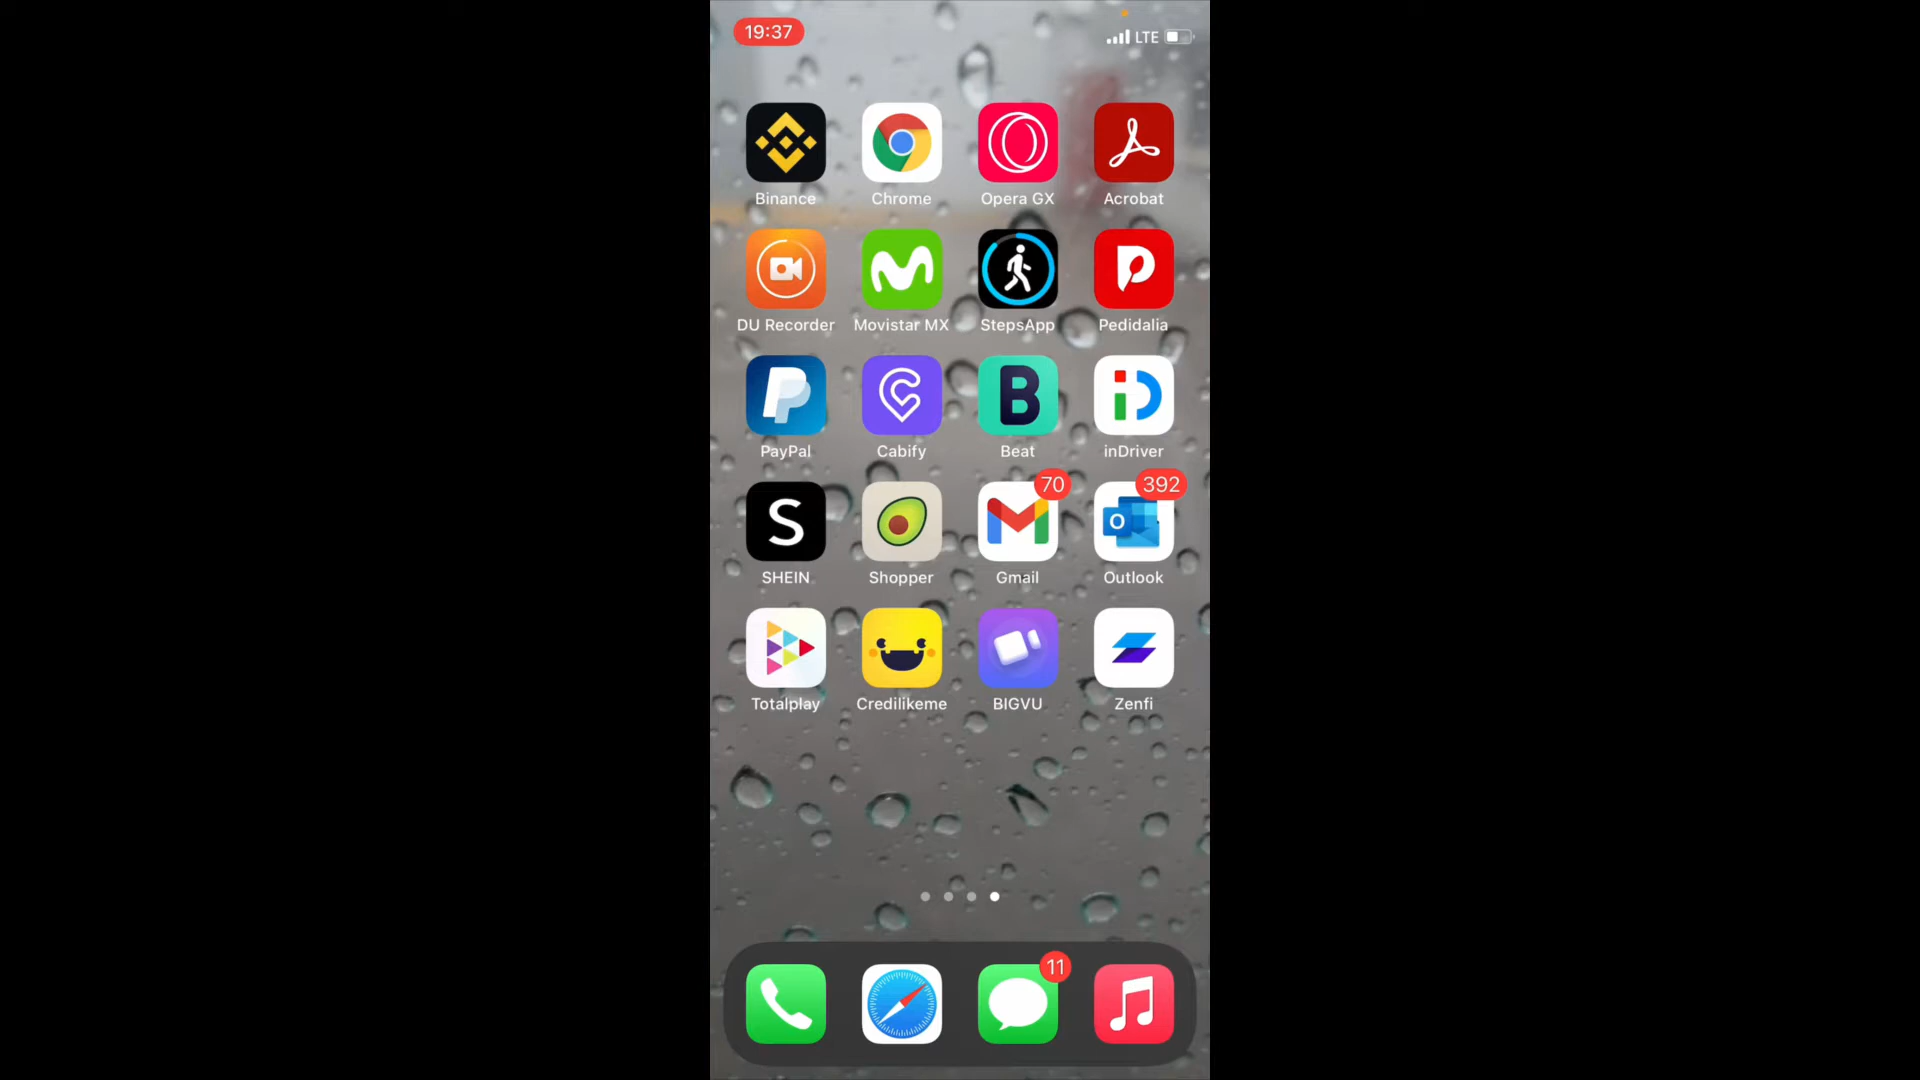 19:37
LTE
Binance Chrome Opera GX Acrobat
DU Recorder Movistar MX StepsApp Pedidalia
PayPal Cabify Beat inDriver
70 392
SHEIN Shopper Gmail Outlook
Totalplay Credilikeme BIGVU Zenfi
11